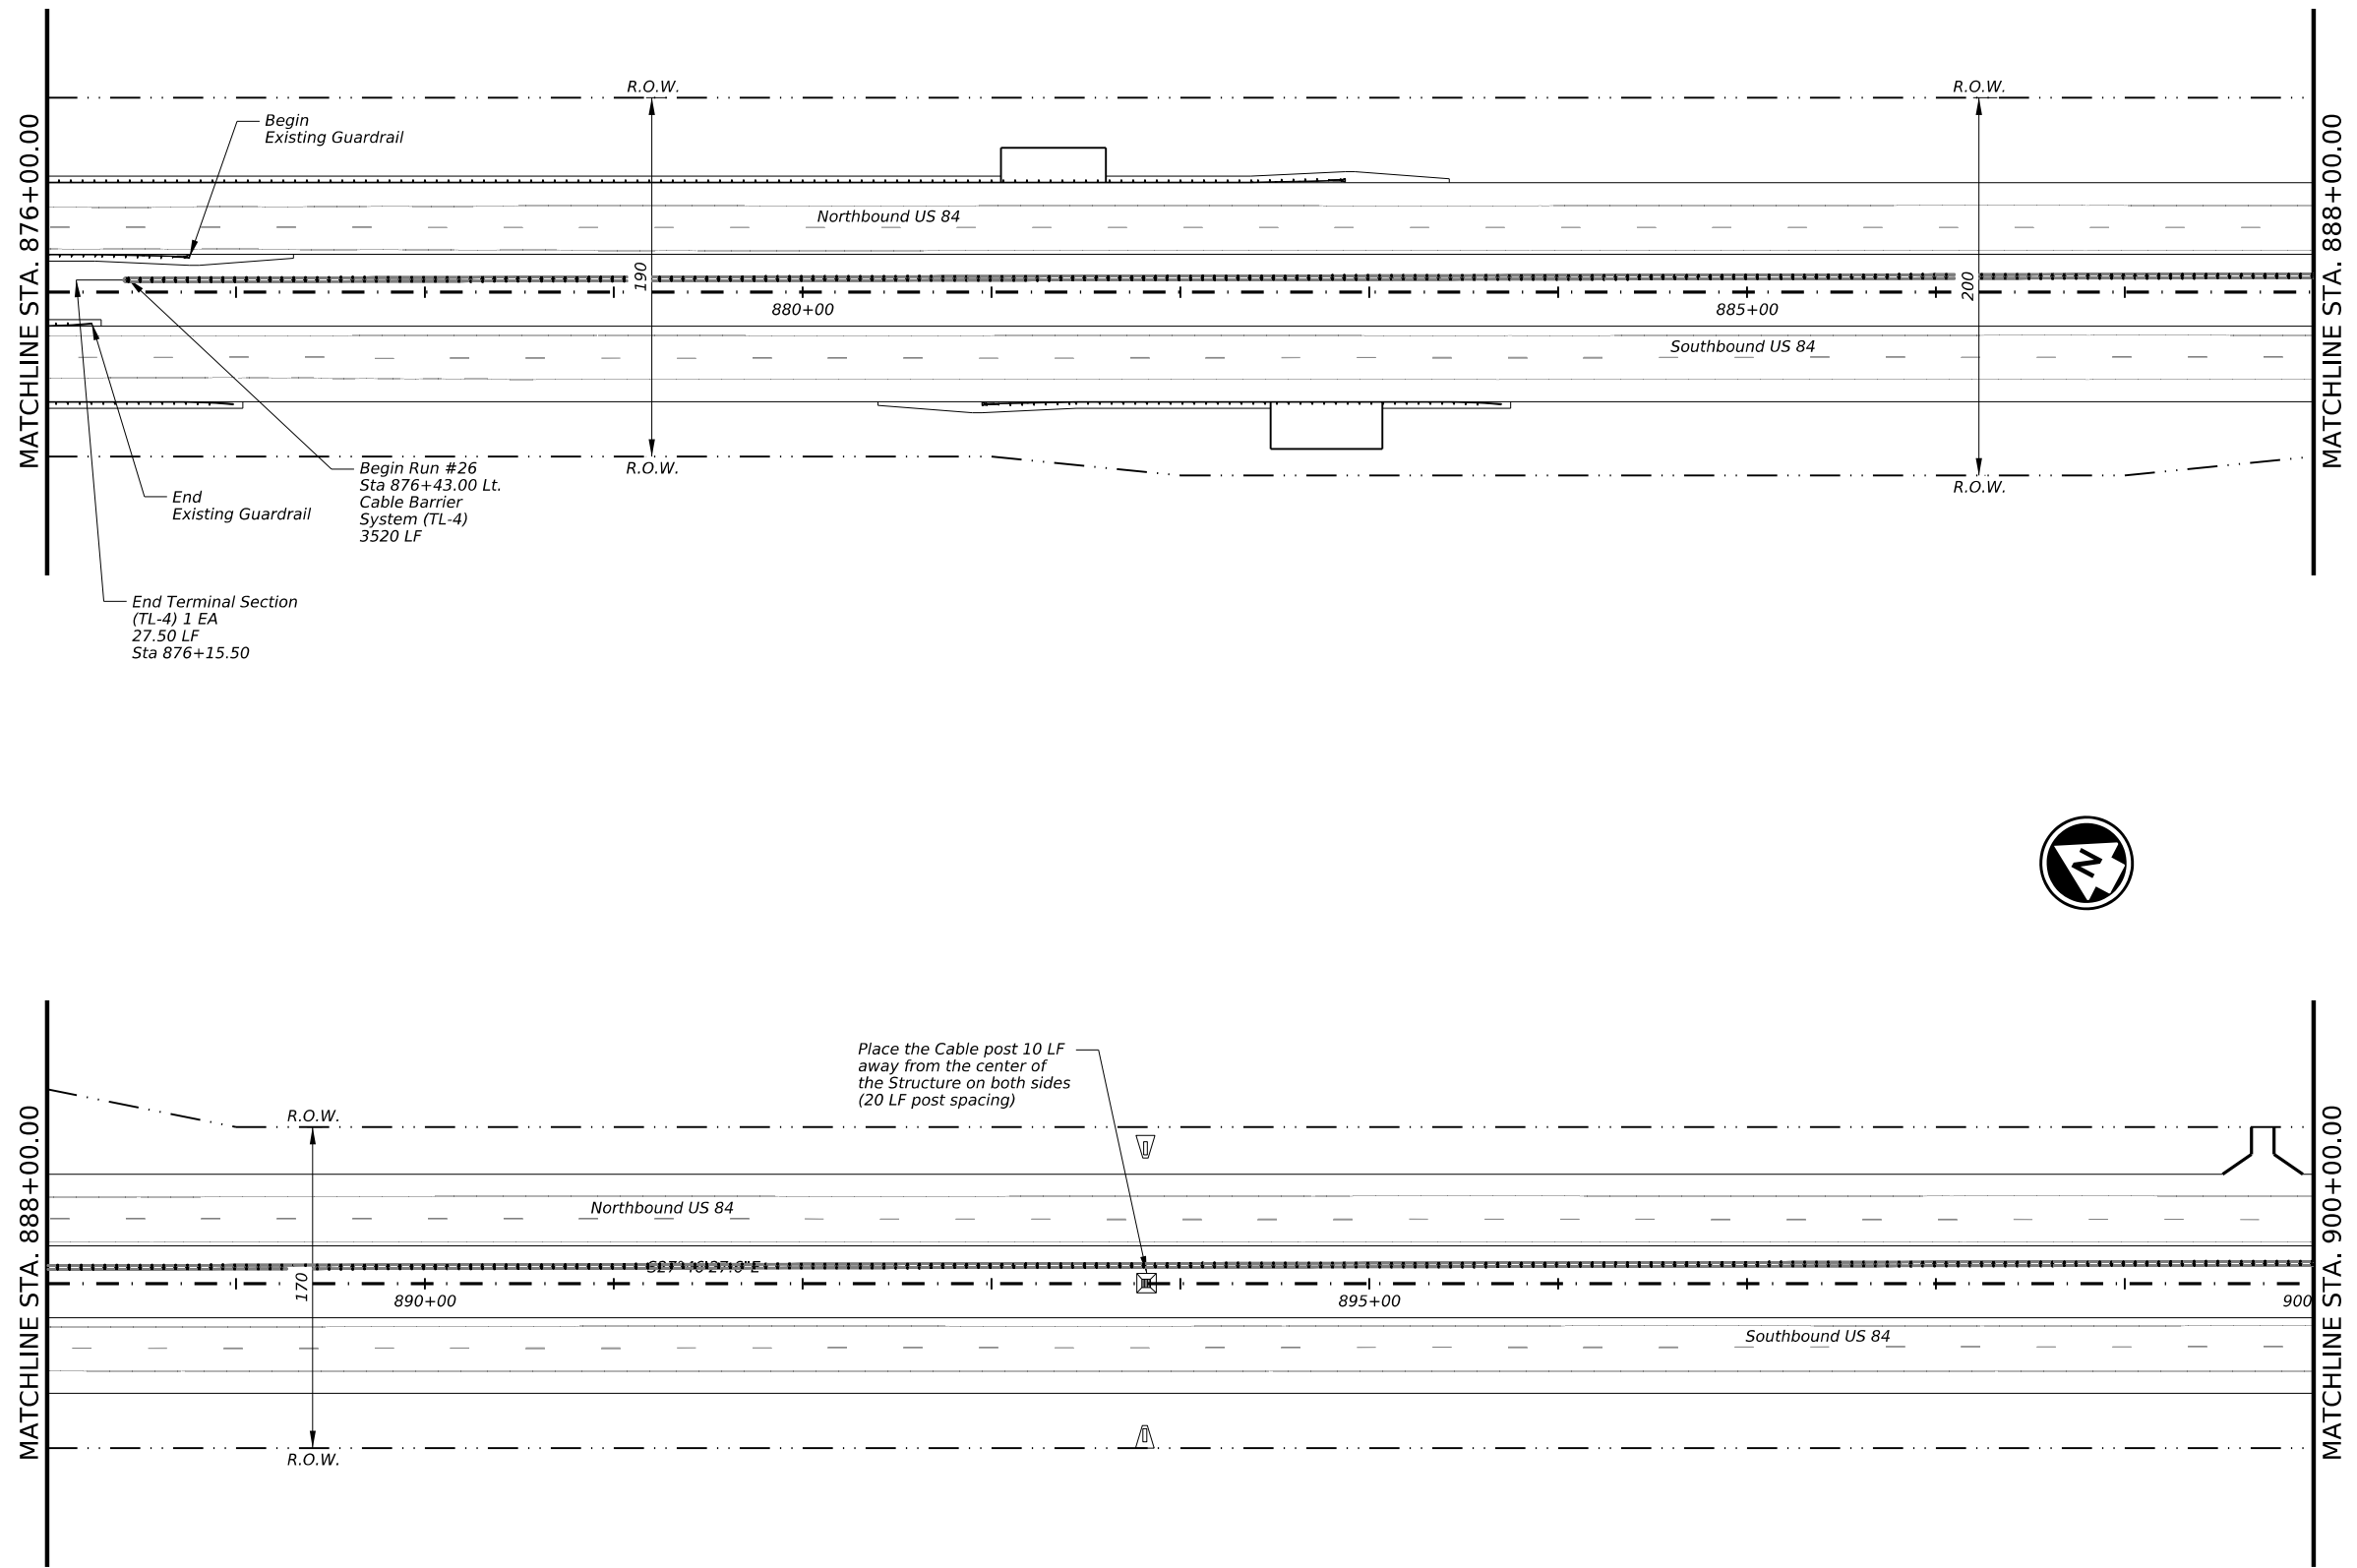 MATCHLINE STA. 876+00.00
R.O.W.
R.O.W.
MATCHLINE STA. 888+00.00
Begin
Existing Guardrail
Northbound US 84
190
200
880+00
885+00
Southbound US 84
R.O.W.
R.O.W.
Begin Run #26
Sta 876+43.00 Lt.
Cable Barrier
System (TL-4)
3520 LF
End
Existing Guardrail
End Terminal Section
(TL-4) 1 EA
27.50 LF
Sta 876+15.50
N
MATCHLINE STA. 888+00.00
Place the Cable post 10 LF
away from the center of
the Structure on both sides
(20 LF post spacing)
R.O.W.
MATCHLINE STA. 900+00.00
Northbound US 84
170
890+00
895+00
900
Southbound US 84
R.O.W.